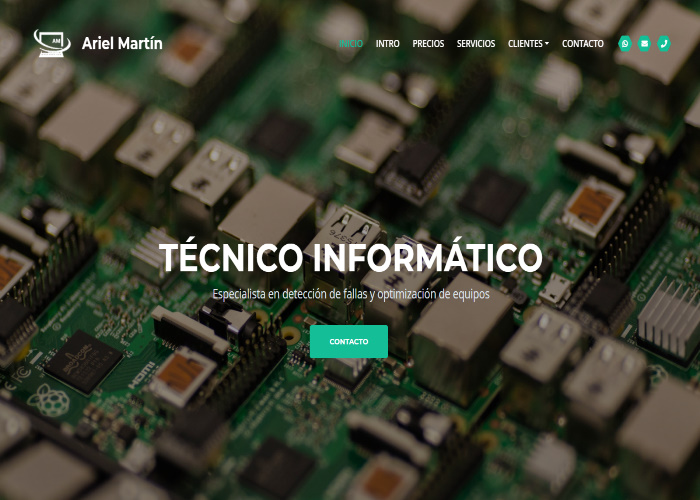 AM
Ariel Martín
INICIO
INTRO
PRECIOS
SERVICIOS
CLIENTES
CONTACTO
TÉCNICO INFORMÁTICO
Especialista en detección de fallas y optimización de equipos
CONTACTO
HDMI